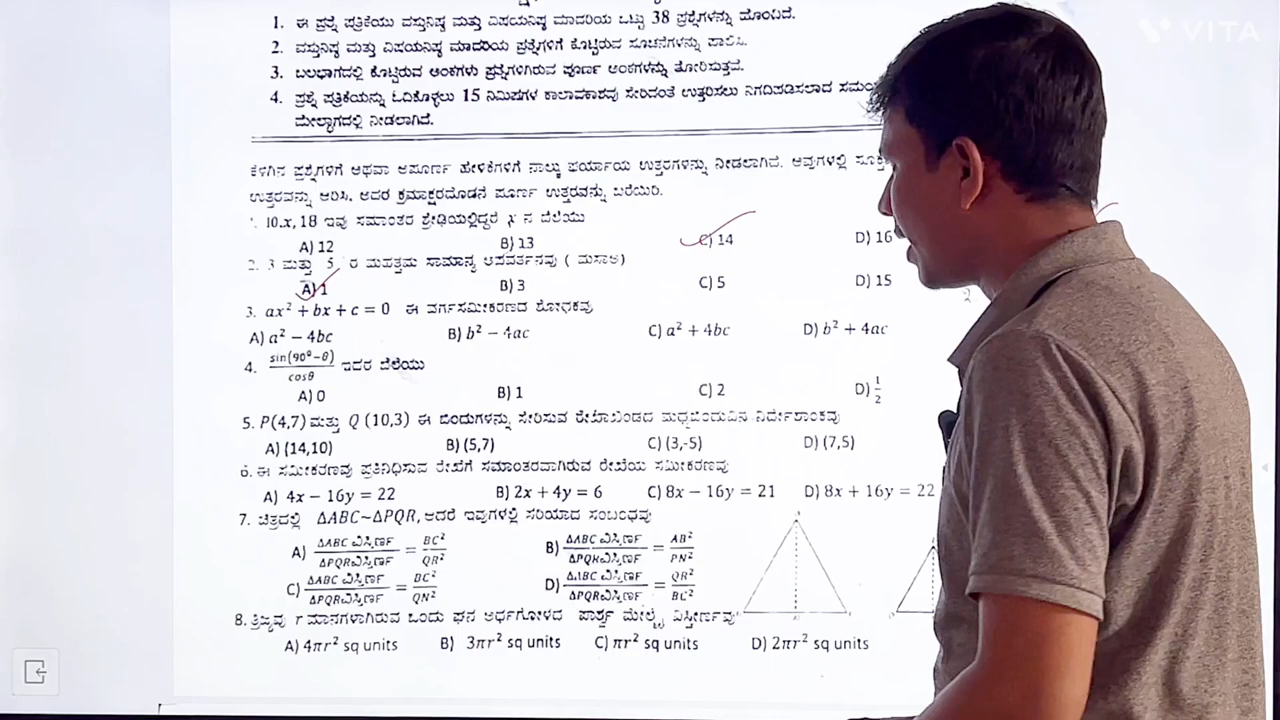 VITA
1. ಈ ಪ್ರಶ್ನೆ ಪತ್ರಿಕೆಯು ವಸ್ತುನಿಷ್ಠ ಮತ್ತು ವಿಷಯನಿಷ್ಠ ಮಾದರಿಯ ಒಟ್ಟು 38 ಪ್ರಶ್ನೆಗಳನ್ನು ಹೊಂದಿದೆ.
2. ವಸ್ತುನಿಷ್ಠ ಮತ್ತು ವಿಷಯನಿಷ್ಠ ಮಾದರಿಯ ಪ್ರಶ್ನೆಗಳಿಗೆ ಕೊಟ್ಟಿರುವ ಸೂಚನೆಗಳನ್ನು ಪಾಲಿಸಿ.
3. ಬಲಭಾಗದಲ್ಲಿ ಕೊಟ್ಟಿರುವ ಅಂಕಗಳು ಪ್ರಶ್ನೆಗಳಿಗಿರುವ ಪೂರ್ಣ ಅಂಕಗಳನ್ನು ತೋರಿಸುತ್ತವೆ.
4. ಪ್ರಶ್ನೆ ಪತ್ರಿಕೆಯನ್ನು ಓದಿಕೊಳ್ಳಲು 15 ನಿಮಿಷಗಳ ಕಾಲಾವಕಾಶವು ಸೇರಿದಂತೆ ಉತ್ತರಿಸಲು ನಿಗದಿಪಡಿಸಲಾದ
ಮೇಲ್ಭಾಗದಲ್ಲಿ ನೀಡಲಾಗಿದೆ.
ಕೆಳಗಿನ ಪ್ರಶ್ನೆಗಳಿಗೆ ಅಥವಾ ಅಪೂರ್ಣ ಹೇಳಿಕೆಗಳಿಗೆ ನಾಲ್ಕು ಪರ್ಯಾಯ ಉತ್ತರಗಳನ್ನು ನೀಡಲಾಗಿದೆ. ಅವುಗಳಲ್ಲಿ
ಉತ್ತರವನ್ನು ಆರಿಸಿ, ಅದರ ಕ್ರಮಾಕ್ಷರದೊಡನೆ ಪೂರ್ಣ ಉತ್ತರವನ್ನು ಬರೆಯಿರಿ.
10,x, 18 ಇವು ಸಮಾಂತರ ಶ್ರೇಢಿಯಲ್ಲಿದ್ದರೆ x ನ ಬೆಲೆಯು
A) 12 B) 13 C) 14 D) 16
2. 3 ಮತ್ತು 5 ರ ಮಹತ್ತಮ ಸಾಮಾನ್ಯ ಅಪವರ್ತನವು ( ಮಸಾಅ)
A) 1 B) 3 C) 5 D) 15
3. ax² + bx + c = 0 ಈ ವರ್ಗಸಮೀಕರಣದ ಶೋಧಕವು
A) a² − 4bc B) b² − 4ac C) a² + 4bc D) b² + 4ac
4. sin(90⁰−θ)/cosθ ಇದರ ಬೆಲೆಯು
A) 0 B) 1 C) 2 D) 1/2
5. P(4,7) ಮತ್ತು Q (10,3) ಈ ಬಿಂದುಗಳನ್ನು ಸೇರಿಸುವ ರೇಖಾಖಂಡದ ಮಧ್ಯಬಿಂದುವಿನ ನಿರ್ದೇಶಾಂಕವು
A) (14,10) B) (5,7) C) (3,-5) D) (7,5)
6. ಈ ಸಮೀಕರಣವು ಪ್ರತಿನಿಧಿಸುವ ರೇಖೆಗೆ ಸಮಾಂತರವಾಗಿರುವ ರೇಖೆಯ ಸಮೀಕರಣವು
A) 4x − 16y = 22 B) 2x + 4y = 6 C) 8x − 16y = 21 D) 8x + 16y = 22
7. ಚಿತ್ರದಲ್ಲಿ ΔABC~ΔPQR, ಆದರೆ ಇವುಗಳಲ್ಲಿ ಸರಿಯಾದ ಸಂಬಂಧವು
A) ΔABC ವಿಸ್ತೀರ್ಣ/ΔPQRವಿಸ್ತೀರ್ಣ = BC²/QR² B) ΔABC ವಿಸ್ತೀರ್ಣ/ΔPQRವಿಸ್ತೀರ್ಣ = AB²/PN²
C) ΔABC ವಿಸ್ತೀರ್ಣ/ΔPQRವಿಸ್ತೀರ್ಣ = BC²/QN² D) ΔABC ವಿಸ್ತೀರ್ಣ/ΔPQRವಿಸ್ತೀರ್ಣ = QR²/BC²
8. ತ್ರಿಜ್ಯವು r ಮಾನಗಳಾಗಿರುವ ಒಂದು ಘನ ಅರ್ಧಗೋಳದ ಪಾರ್ಶ್ವ ಮೇಲ್ಮೈ ವಿಸ್ತೀರ್ಣವು
A) 4πr² sq units B) 3πr² sq units C) πr² sq units D) 2πr² sq units